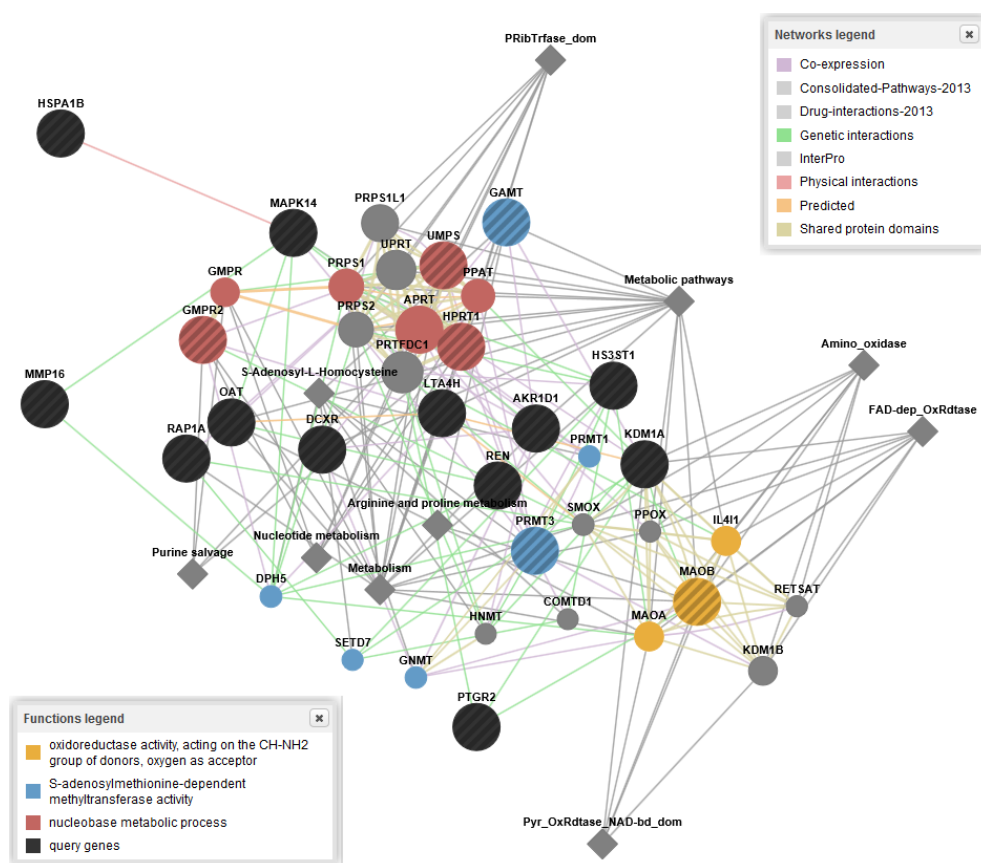 PRibTrfase_dom
Networks legend
Co-expression
Consolidated-Pathways-2013
Drug-interactions-2013
Genetic interactions
InterPro
Physical interactions
Predicted
Shared protein domains
HSPA1B
MAPK14
PRPS1L1
GAMT
UMPS
UPRT
GMPR
PRPS1
PPAT
Metabolic pathways
APRT
PRPS2
HPRT1
GMPR2
PRTFDC1
HS3ST1
Amino_oxidase
S-Adenosyl-L-Homocysteine
MMP16
OAT
LTA4H
AKR1D1
FAD-dep_OxRdtase
DCXR
RAP1A
PRMT1
KDM1A
REN
Arginine and proline metabolism
SMOX
PPOX
IL4I1
PRMT3
Nucleotide metabolism
Purine salvage
Metabolism
MAOB
DPH5
RETSAT
COMTD1
HNMT
MAOA
SETD7
GNMT
KDM1B
PTGR2
Functions legend
oxidoreductase activity, acting on the CH-NH2
group of donors, oxygen as acceptor
S-adenosylmethionine-dependent
methyltransferase activity
nucleobase metabolic process
query genes
Pyr_OxRdtase_NAD-bd_dom